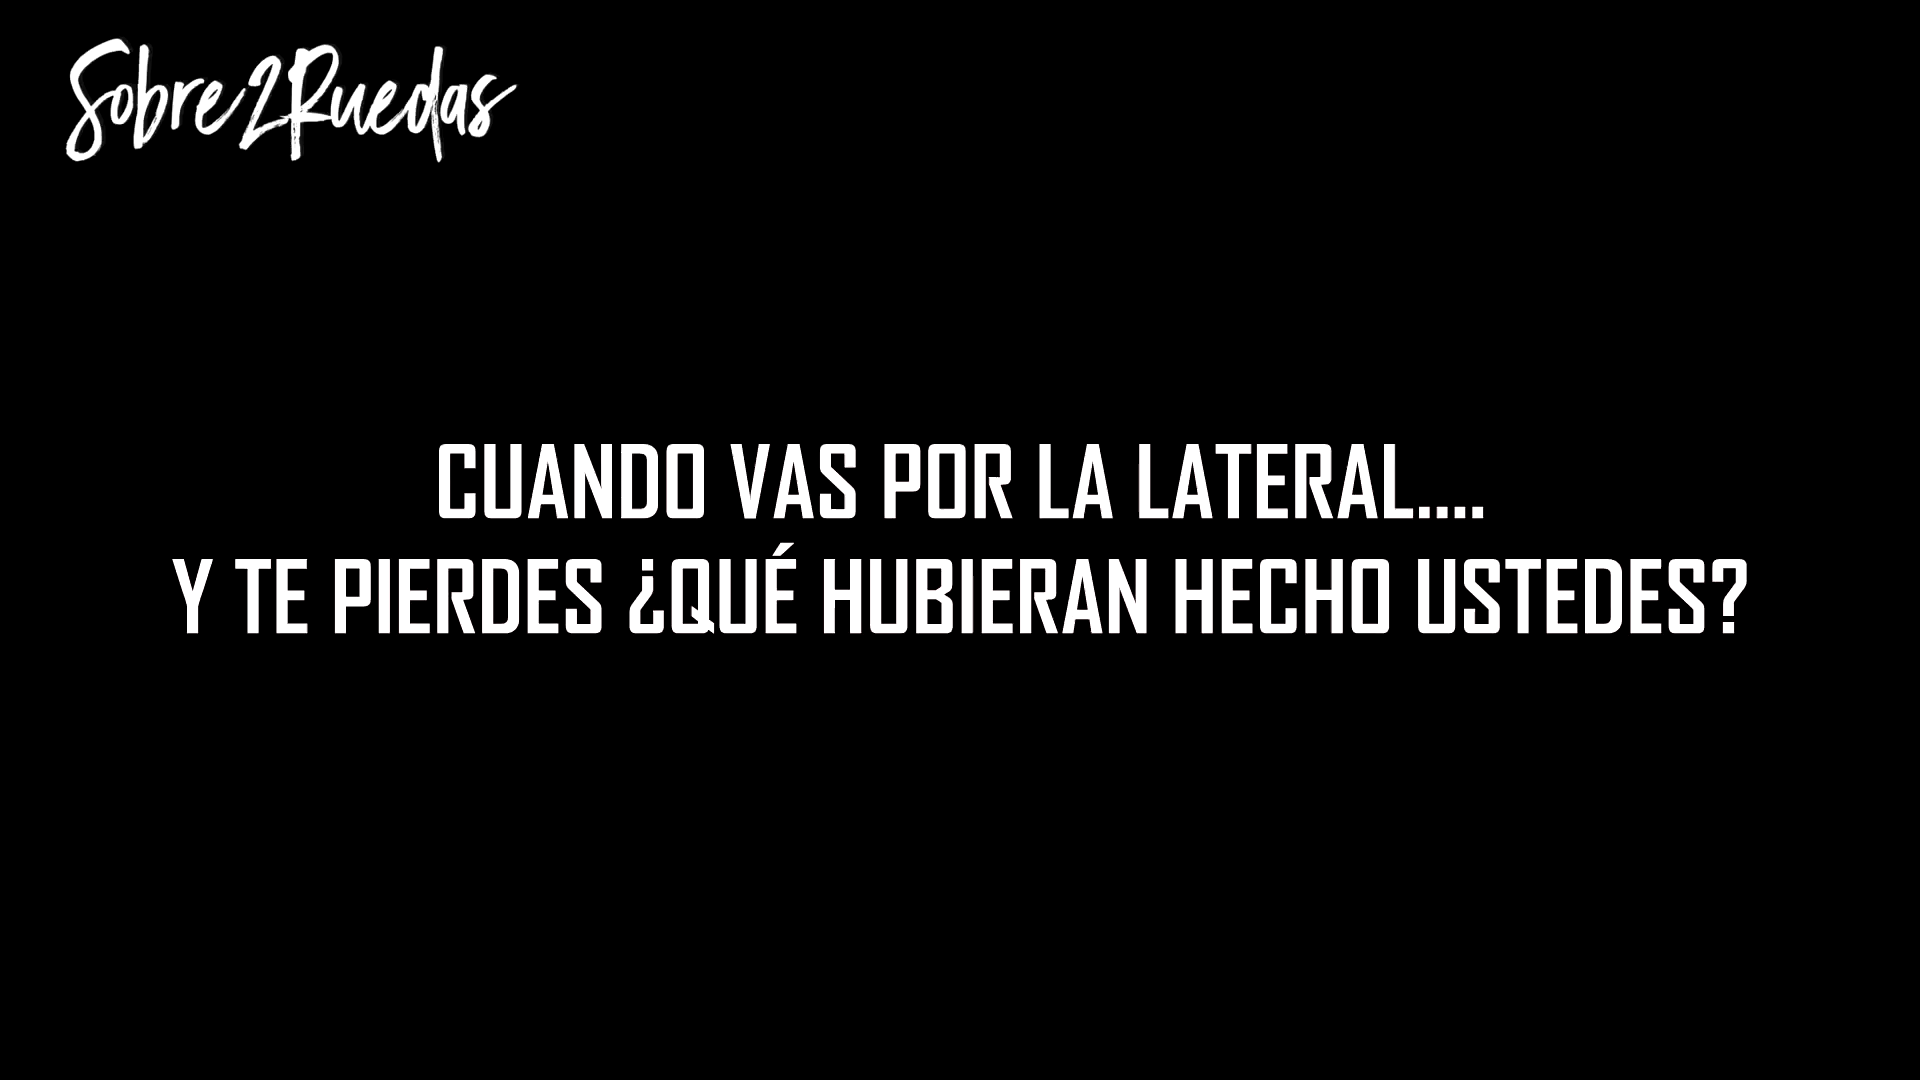 Sobre2Ruedas
CUANDO VAS POR LA LATERAL....
Y TE PIERDES ¿QUÉ HUBIERAN HECHO USTEDES?